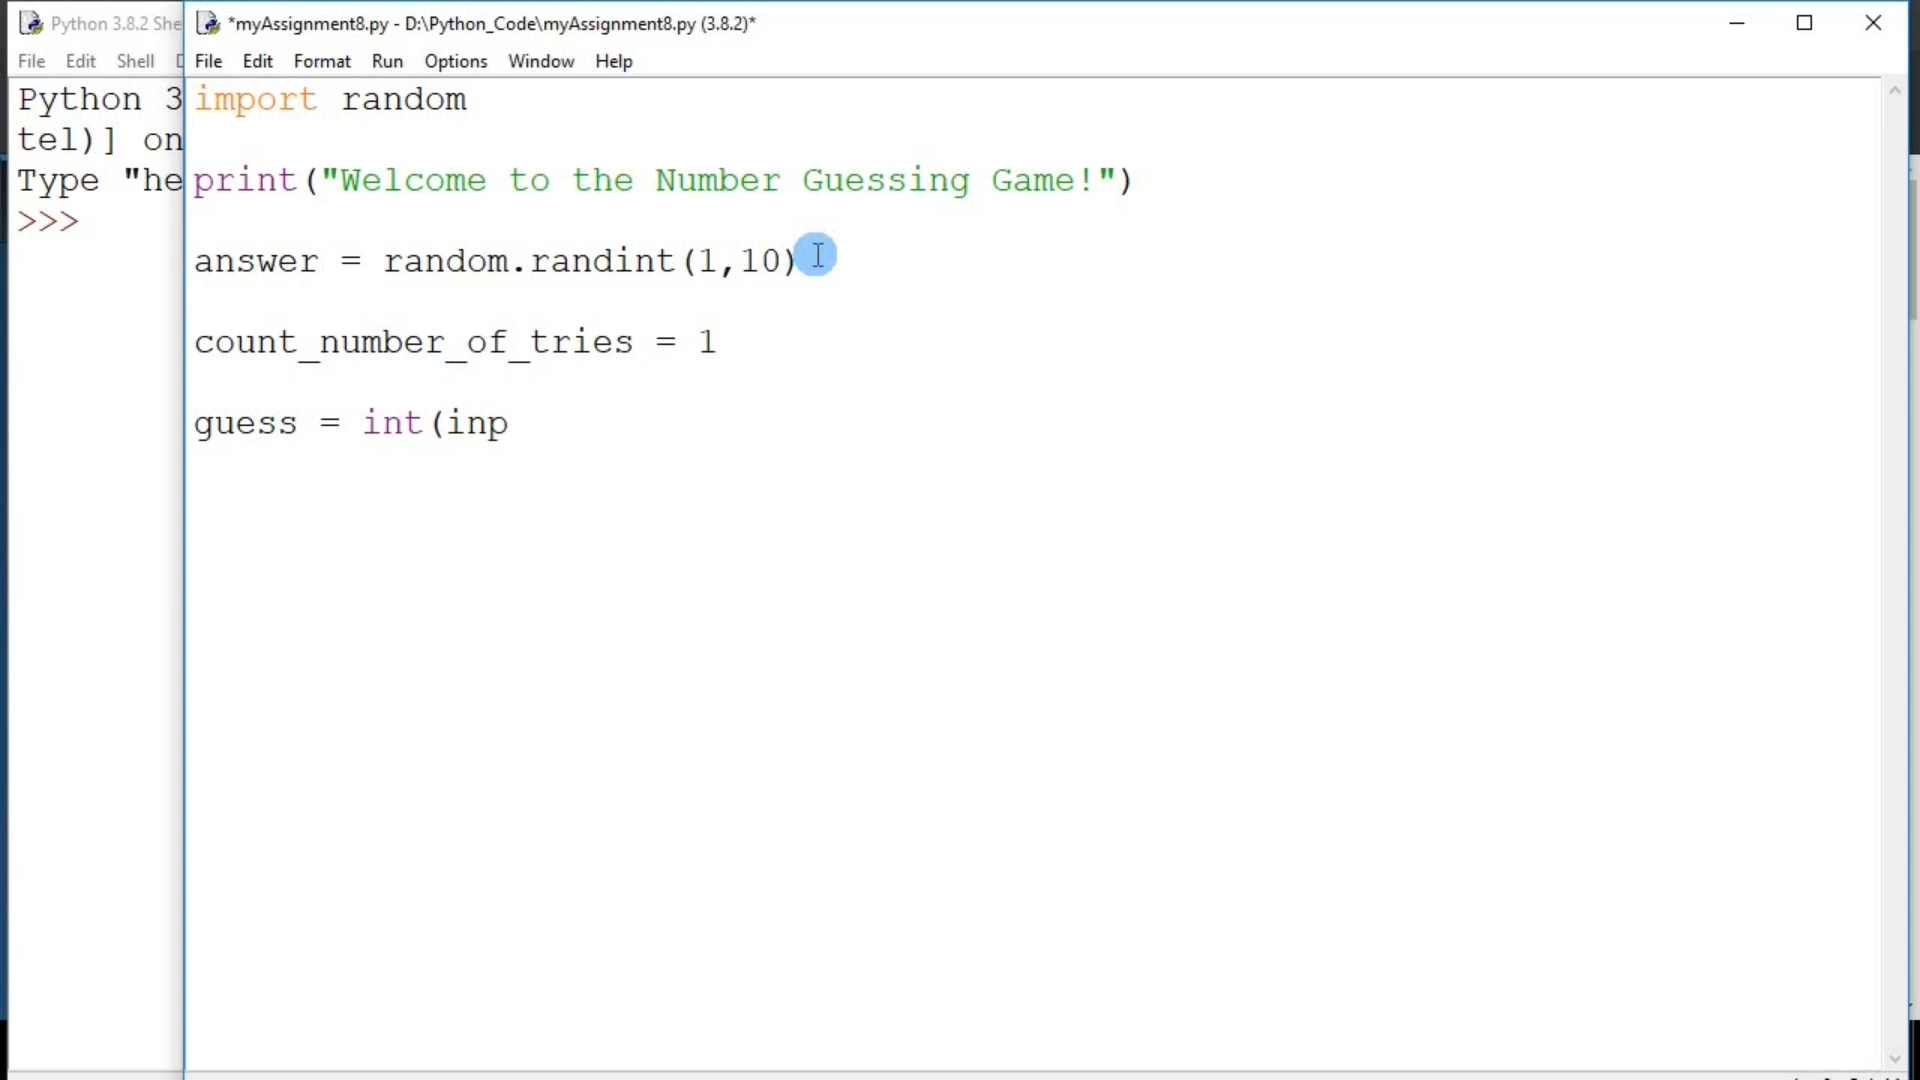 Python 3.8.2 She
*myAssignment8.py - D:\Python_Code\myAssignment8.py (3.8.2)*
File Edit Shell
File Edit Format Run Options Window Help
Python 3
tel)] on
Type "he
>>>
import random
print("Welcome to the Number Guessing Game!")
answer = random.randint(1,10)
count_number_of_tries = 1
guess = int(inp